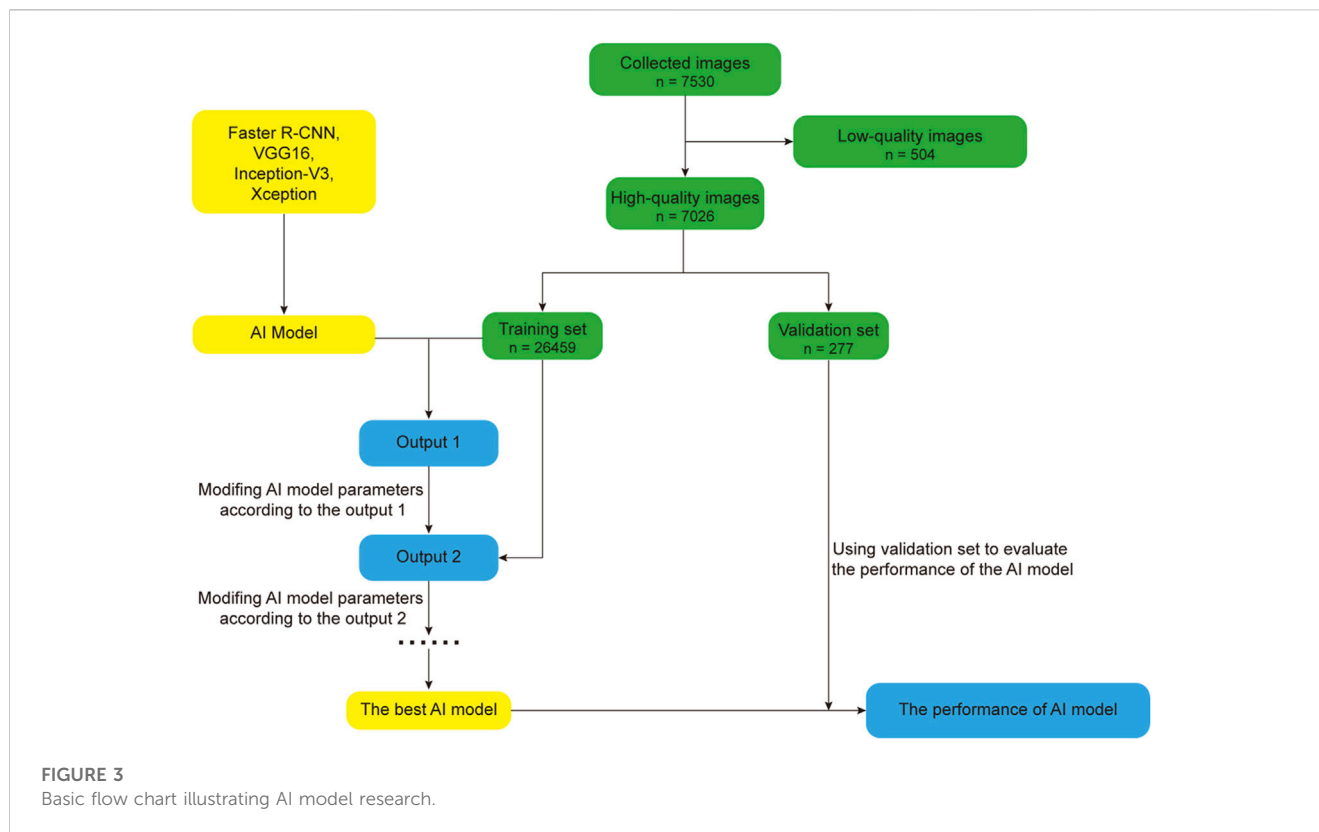 Collected images
n = 7530
Faster R-CNN,
VGG16,
Inception-V3,
Xception
Low-quality images
n = 504
High-quality images
n = 7026
AI Model
Training set
n = 26459
Validation set
n = 277
Output 1
Modifing AI model parameters
according to the output 1
Output 2
Using validation set to evaluate
the performance of the AI model
Modifing AI model parameters
according to the output 2
......
The best AI model
The performance of AI model
FIGURE 3
Basic flow chart illustrating AI model research.